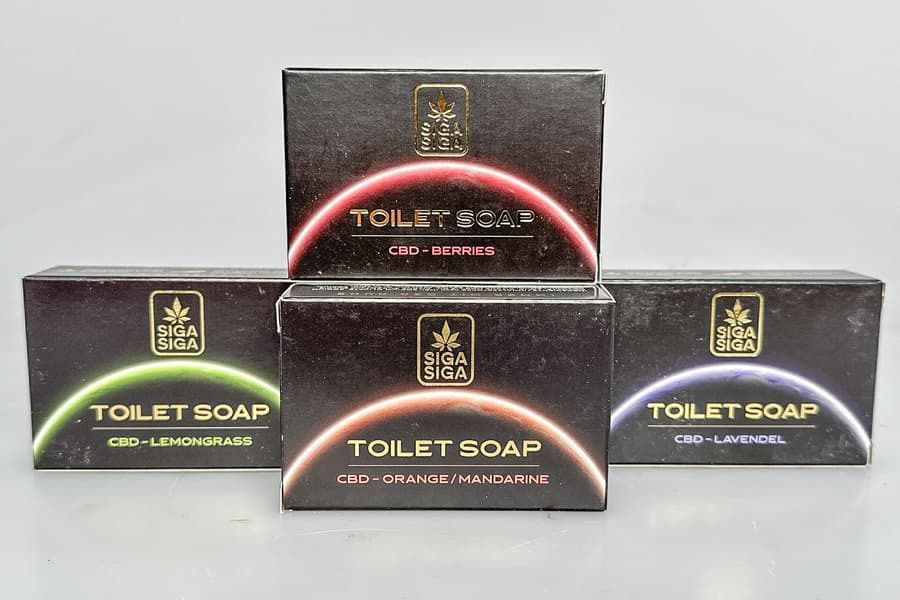 SIGA
SIGA
TOILET SOAP
CBD - BERRIES
SIGA
SIGA
TOILET SOAP
CBD - LEMONGRASS
SIGA
SIGA
TOILET SOAP
CBD - ORANGE / MANDARINE
SIGA
SIGA
TOILET SOAP
CBD - LAVENDEL